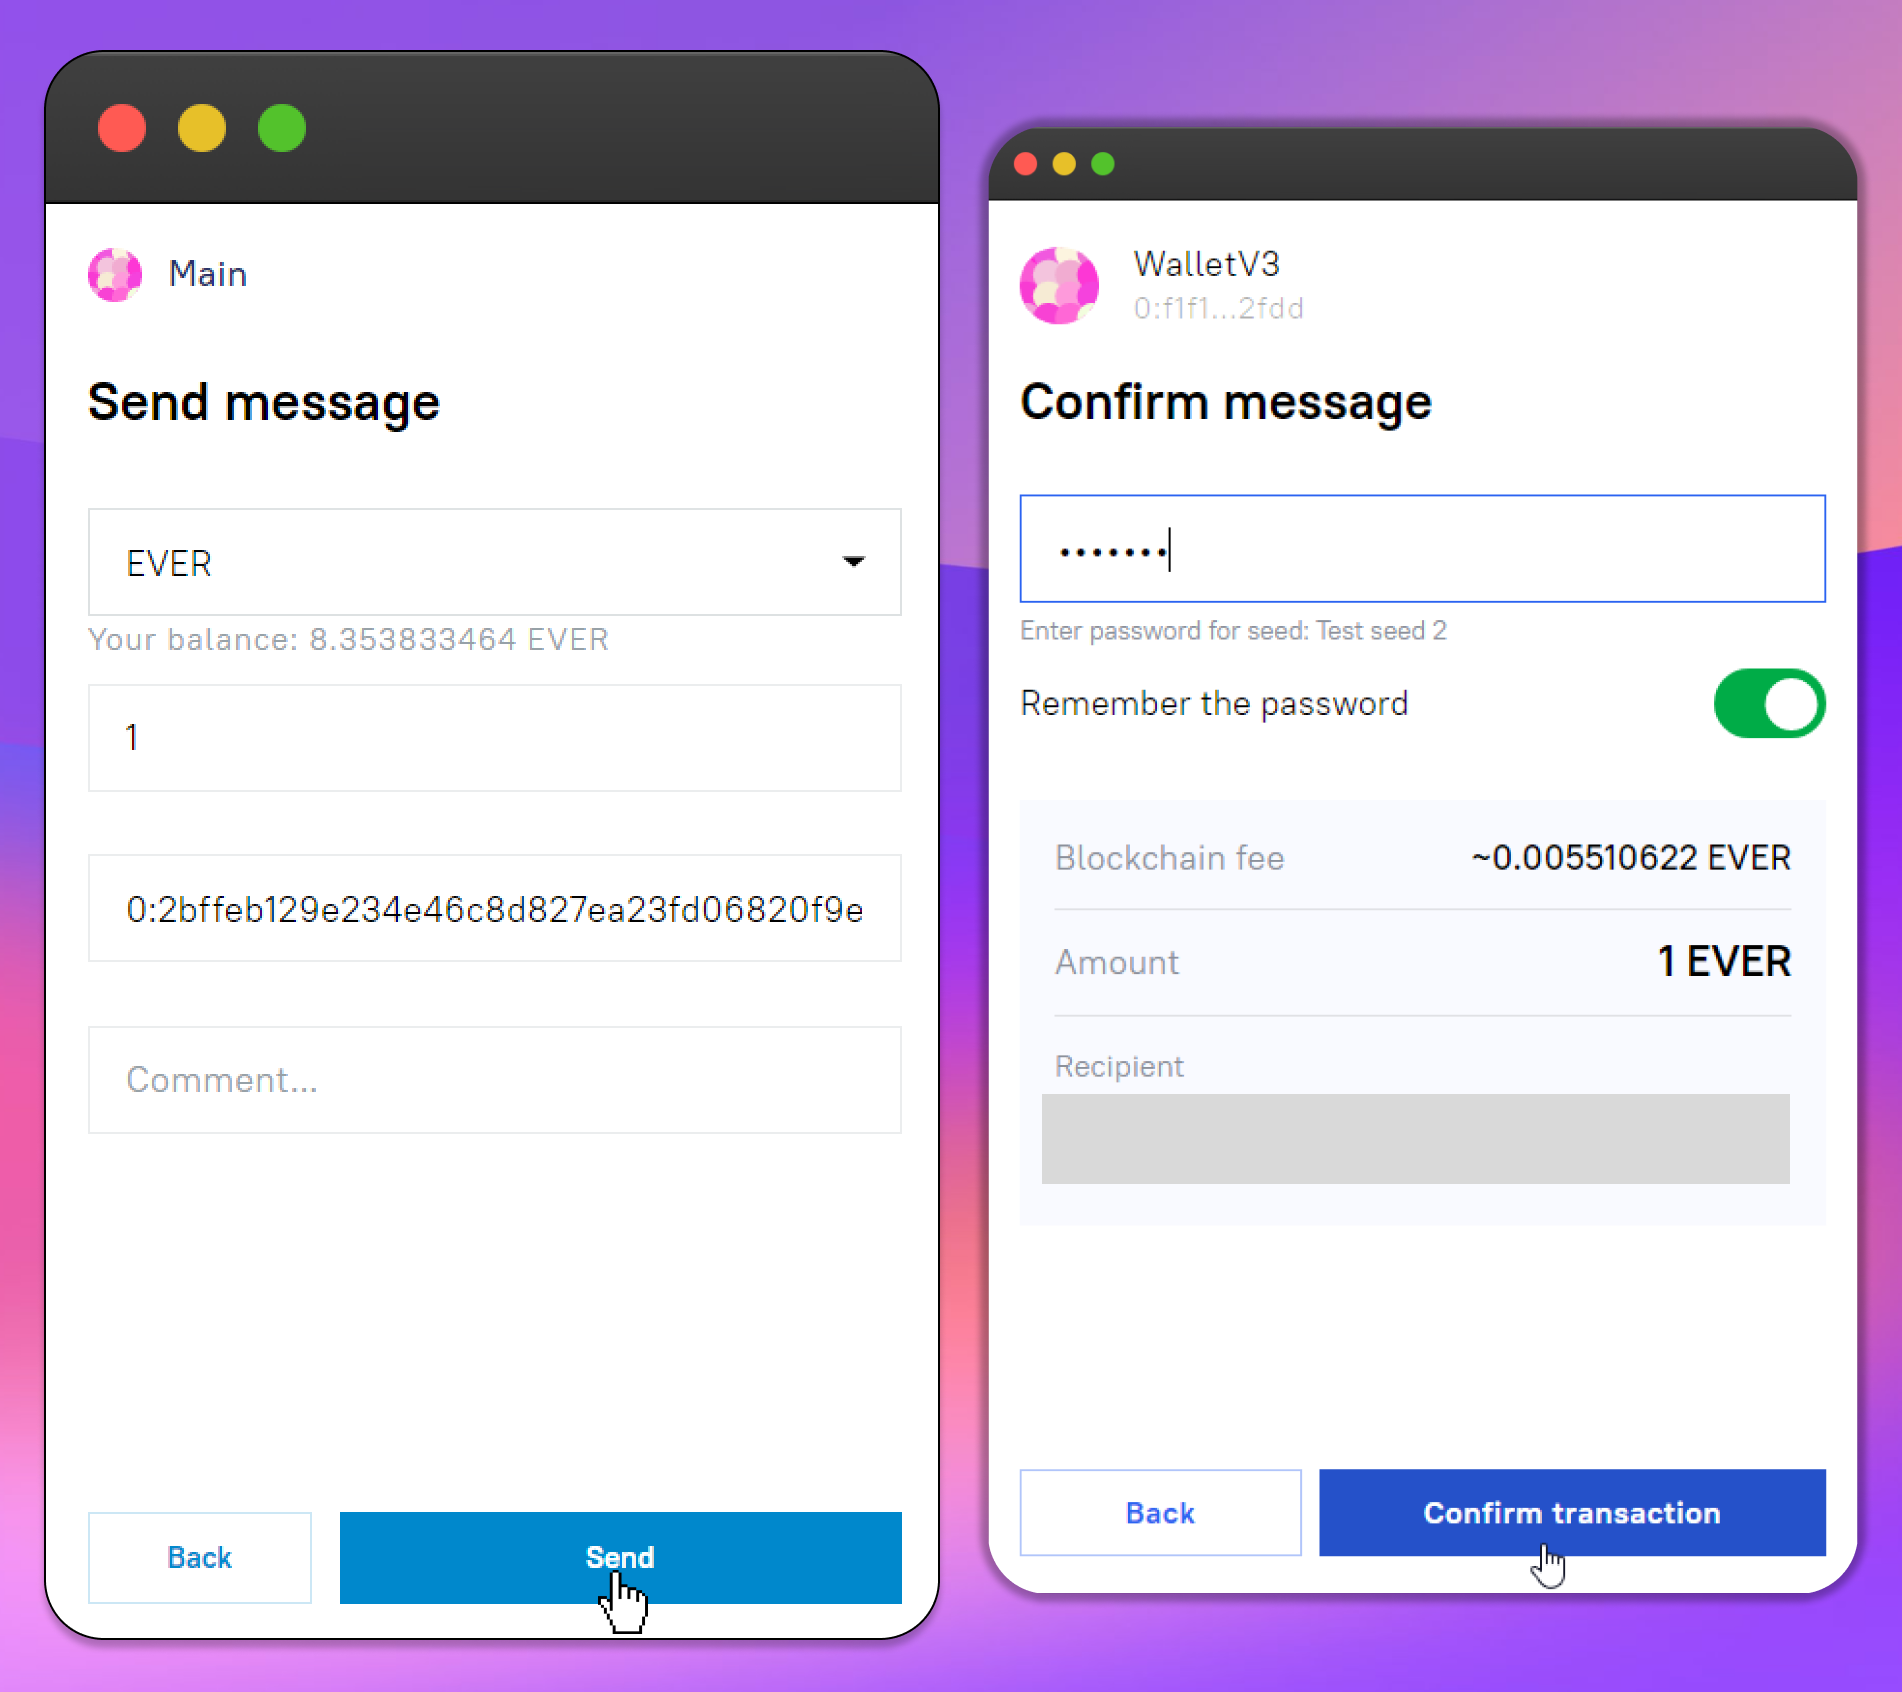 Main
Send message
EVER
Your balance: 8.353833464 EVER
1
0:2bffeb129e234e46c8d827ea23fd06820f9e
Comment...
Back
Send
WalletV3
0:f1f1...2fdd
Confirm message
•••••••
Enter password for seed: Test seed 2
Remember the password
Blockchain fee ~0.005510622 EVER
Amount 1 EVER
Recipient
Back
Confirm transaction